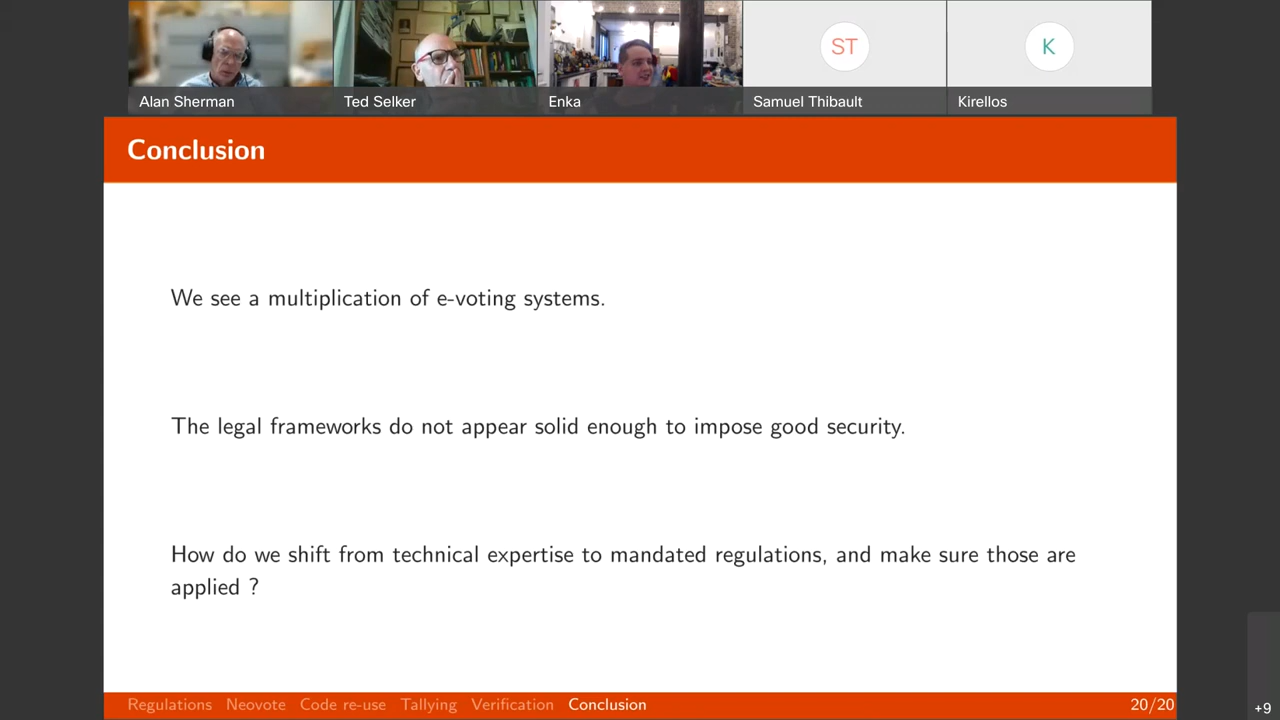 Alan Sherman
Ted Selker
Enka
ST
Samuel Thibault
K
Kirellos
Conclusion
We see a multiplication of e-voting systems.
The legal frameworks do not appear solid enough to impose good security.
How do we shift from technical expertise to mandated regulations, and make sure those are
applied ?
Regulations Neovote Code re-use Tallying Verification Conclusion 20/20
+9